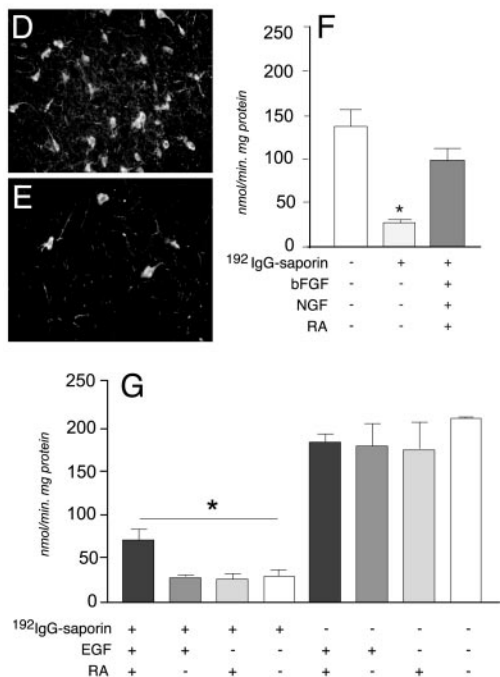 D
E
F
nmol/min. mg protein
250
200
150
100
50
0
*
192 IgG-saporin - + +
bFGF - - +
NGF - - +
RA - - +
G
nmol/min. mg protein
250
200
150
100
50
0
*
192IgG-saporin + + + + - - - -
EGF + + - - + + - -
RA + - + - + - + -